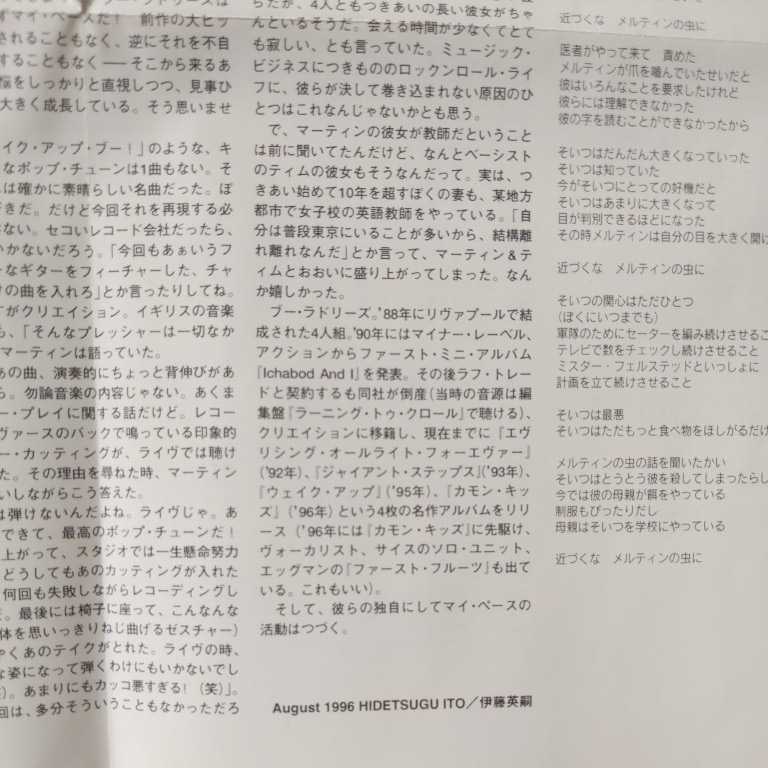 ー・ラドリーズは
ずマイ・ペースだ！　前作の大ヒッ
されることもなく、逆にそれを不自
することもなく――そこから来るあ
悩をしっかりと直視しつつ、見事ひ
大きく成長している。そう思いませ
イク・アップ・ブー！」のような、キ
なポップ・チューンは1曲もない。そ
は確かに素晴らしい名曲だった。ぼ
好きだ。だけど今回それを再現する必
ない。セコいレコード会社だったら、
いかないだろう。「今回もあぁいうフ
なギターをフィーチャーした、チャ
けの曲を入れろ」とか言ったりしてね。
がクリエイション。イギリスの音楽
も、「そんなプレッシャーは一切なか
マーティンは語っていた。
あの曲、演奏的にちょっと背伸びがあ
ら。勿論音楽の内容じゃない。あくま
ー・プレイに関する話だけど。レコー
ヴァースのバックで鳴っている印象的
ー・カッティングが、ライヴでは聴け
た。その理由を尋ねた時、マーティン
いしながらこう答えた。
は弾けないんだよね。ライヴじゃ。あ
できて、最高のポップ・チューンだ！
上がって、スタジオでは一生懸命努力
どうしてもあのカッティングが入れた
何回も失敗しながらレコーディングし
だ。最後には椅子に座って、こんなんな
体を思いっきりねじ曲げるゼスチャー）
やくあのテイクがとれた。ライヴの時、
な姿になって弾くわけにもいかないでし
）。あまりにもカッコ悪すぎる！（笑）」。
回は、多分そういうこともなかっただろ
らだか、4人ともつきあいの長い彼女がちゃ
んといるそうだ。会える時間が少なくてとて
も寂しい、とも言っていた。ミュージック・
ビジネスにつきもののロックンロール・ライ
フに、彼らが決して巻き込まれない原因のひ
とつはこれなんじゃないかとも思う。
　で、マーティンの彼女が教師だということ
は前に聞いてたんだけど、なんとベーシスト
のティムの彼女もそうなんだって。実は、つ
きあい始めて10年を超すぼくの妻も、某地方
都市で女子校の英語教師をやっている。「自
分は普段東京にいることが多いから、結構離
れ離れなんだ」とか言って、マーティン＆テ
ィムとおおいに盛り上がってしまった。なん
か嬉しかった。
　ブー・ラドリーズ。'88年にリヴァプールで結
成された4人組。'90年にはマイナー・レーベル、
アクションからファースト・ミニ・アルバム
『Ichabod And I』を発表。その後ラフ・トレー
ドと契約するも同社が倒産（当時の音源は編
集盤『ラーニング・トゥ・クロール』で聴ける）、
クリエイションに移籍し、現在までに『エヴ
リシング・オールライト・フォーエヴァー』
（'92年）、『ジャイアント・ステップス』（'93年）、
『ウェイク・アップ』（'95年）、『カモン・キッ
ズ』（'96年）という4枚の名作アルバムをリリ
ース（'96年には『カモン・キッズ』に先駆け、
ヴォーカリスト、サイスのソロ・ユニット、
エッグマンの『ファースト・フルーツ』も出て
いる。これもいい）。
　そして、彼らの独自にしてマイ・ペースの
活動はつづく。
August 1996 HIDETSUGU ITO／伊藤英嗣
近づくな　メルティンの虫に
医者がやって来て　責めた
メルティンが爪を噛んでいたせいだと
彼はいろんなことを要求したけれど
彼らには理解できなかった
彼の字を読むことができなかったから
そいつはだんだん大きくなっていった
そいつは知っていた
今がそいつにとっての好機だと
そいつはあまりに大きくなって
目が判別できるほどになった
その時メルティンは自分の目を大きく開け
近づくな　メルティンの虫に
そいつの関心はただひとつ
（ぼくにいつまでも）
軍隊のためにセーターを編み続けさせること
テレビで数をチェックし続けさせること
ミスター・フェルステッドといっしょに
計画を立て続けさせること
そいつは最悪
そいつはただもっと食べ物をほしがるだけ
メルティンの虫の話を聞いたかい
そいつはとうとう彼を殺してしまったらし
今では彼の母親が餌をやっている
制服もぴったりだし
母親はそいつを学校にやっている
近づくな　メルティンの虫に